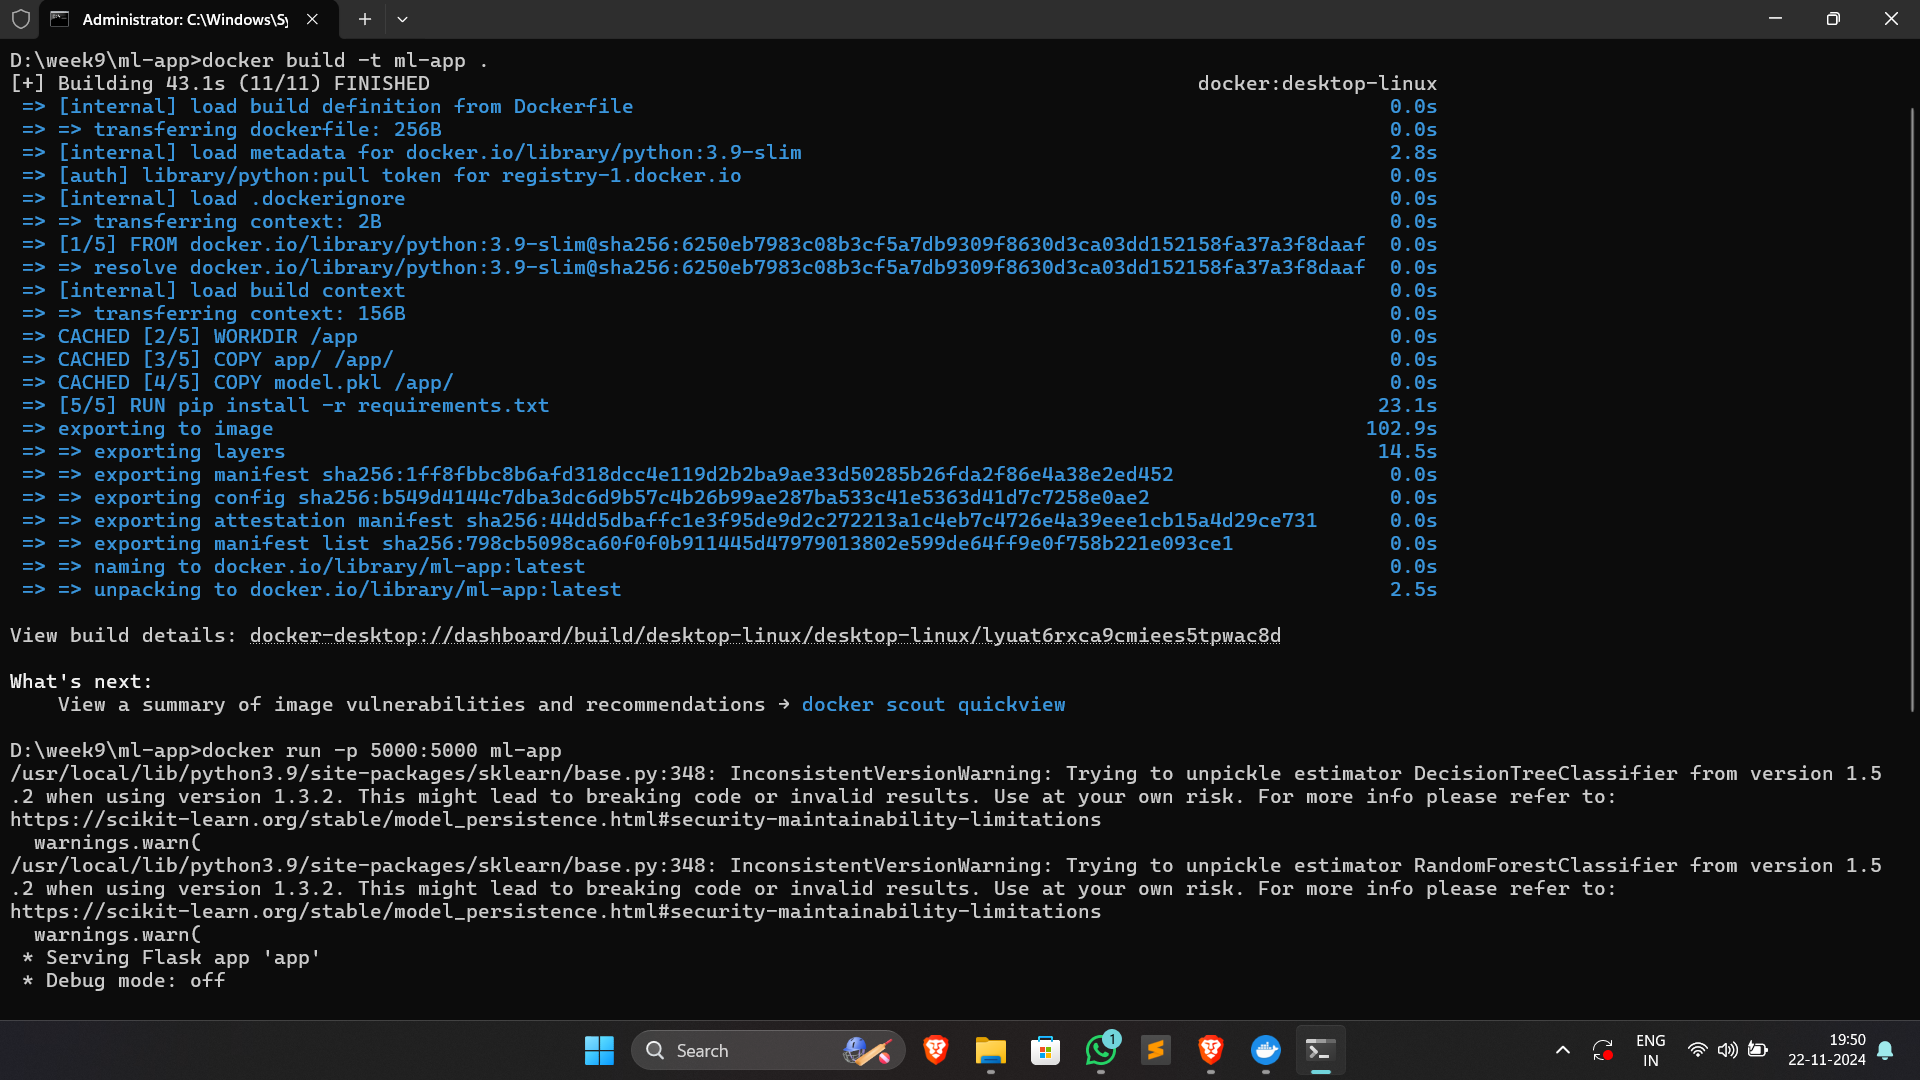 Administrator: C:\Windows\Sy
D:\week9\ml-app>docker build -t ml-app .
[+] Building 43.1s (11/11) FINISHED docker:desktop-linux
=> [internal] load build definition from Dockerfile 0.0s
=> => transferring dockerfile: 256B 0.0s
=> [internal] load metadata for docker.io/library/python:3.9-slim 2.8s
=> [auth] library/python:pull token for registry-1.docker.io 0.0s
=> [internal] load .dockerignore 0.0s
=> => transferring context: 2B 0.0s
=> [1/5] FROM docker.io/library/python:3.9-slim@sha256:6250eb7983c08b3cf5a7db9309f8630d3ca03dd152158fa37a3f8daaf 0.0s
=> => resolve docker.io/library/python:3.9-slim@sha256:6250eb7983c08b3cf5a7db9309f8630d3ca03dd152158fa37a3f8daaf 0.0s
=> [internal] load build context 0.0s
=> => transferring context: 156B 0.0s
=> CACHED [2/5] WORKDIR /app 0.0s
=> CACHED [3/5] COPY app/ /app/ 0.0s
=> CACHED [4/5] COPY model.pkl /app/ 0.0s
=> [5/5] RUN pip install -r requirements.txt 23.1s
=> exporting to image 102.9s
=> => exporting layers 14.5s
=> => exporting manifest sha256:1ff8fbbc8b6afd318dcc4e119d2b2ba9ae33d50285b26fda2f86e4a38e2ed452 0.0s
=> => exporting config sha256:b549d4144c7dba3dc6d9b57c4b26b99ae287ba533c41e5363d41d7c7258e0ae2 0.0s
=> => exporting attestation manifest sha256:44dd5dbaffc1e3f95de9d2c272213a1c4eb7c4726e4a39eee1cb15a4d29ce731 0.0s
=> => exporting manifest list sha256:798cb5098ca60f0f0b911445d47979013802e599de64ff9e0f758b221e093ce1 0.0s
=> => naming to docker.io/library/ml-app:latest 0.0s
=> => unpacking to docker.io/library/ml-app:latest 2.5s
View build details: docker-desktop://dashboard/build/desktop-linux/desktop-linux/lyuat6rxca9cmiees5tpwac8d
What's next:
View a summary of image vulnerabilities and recommendations → docker scout quickview
D:\week9\ml-app>docker run -p 5000:5000 ml-app
/usr/local/lib/python3.9/site-packages/sklearn/base.py:348: InconsistentVersionWarning: Trying to unpickle estimator DecisionTreeClassifier from version 1.5
.2 when using version 1.3.2. This might lead to breaking code or invalid results. Use at your own risk. For more info please refer to:
https://scikit-learn.org/stable/model_persistence.html#security-maintainability-limitations
warnings.warn(
/usr/local/lib/python3.9/site-packages/sklearn/base.py:348: InconsistentVersionWarning: Trying to unpickle estimator RandomForestClassifier from version 1.5
.2 when using version 1.3.2. This might lead to breaking code or invalid results. Use at your own risk. For more info please refer to:
https://scikit-learn.org/stable/model_persistence.html#security-maintainability-limitations
warnings.warn(
* Serving Flask app 'app'
* Debug mode: off
Search
1
ENG
IN
19:50
22-11-2024